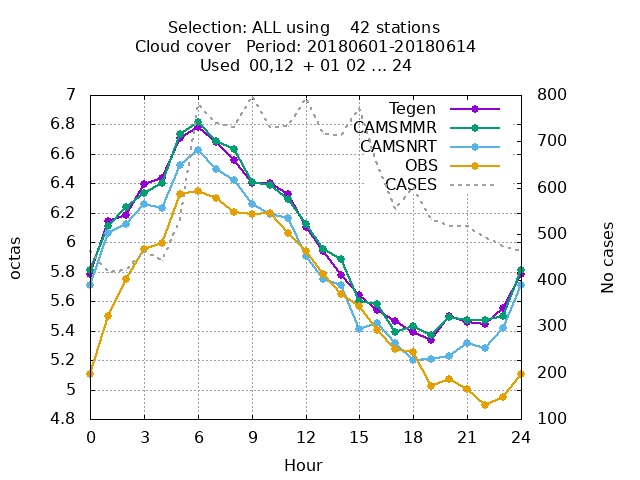 Selection: ALL using    42 stations
Cloud cover   Period: 20180601-20180614
Used  00,12  + 01 02 ... 24
7
6.8
6.6
6.4
6.2
6
5.8
5.6
5.4
5.2
5
4.8
octas
800
700
600
500
400
300
200
100
No cases
Tegen
CAMSMMR
CAMSNRT
OBS
CASES
0 3 6 9 12 15 18 21 24
Hour